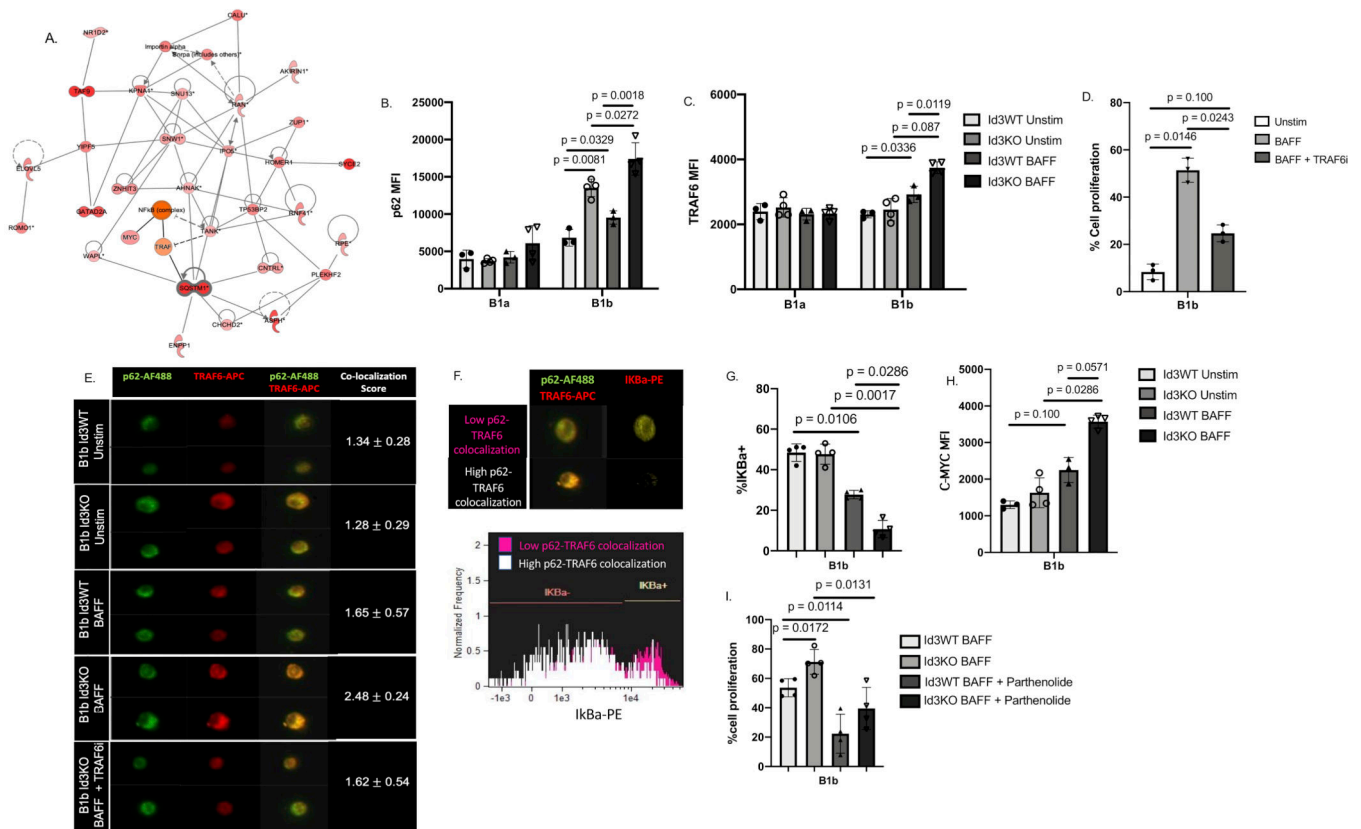 A.
CALU*
NR1D2*
Importin alpha
Snrpa (includes others)*
AKIRIN1*
TAF9
KPNA4*
SNU13*
RAN*
ZUP1*
SNW1*
YIPF5
IPO5*
HOMER1
SPCE2
ELOVL5
ZNHIT3
AHNAK*
GATAD2A
TP53BP2
RNF41*
NFkB (complex)
ROMO1*
MYC
TANK*
TRAF
RPE*
WAPL*
CNTRL*
PLEKHF2
SQSTM1*
CHCHD2*
ASPH*
ENPP1
B.
p62 MFI
25000
20000
15000
10000
5000
0
p = 0.0018
p = 0.0272
p = 0.0329
p = 0.0081
B1a
B1b
C.
TRAF6 MFI
6000
4000
2000
0
p = 0.0119
p = 0.087
p = 0.0336
B1a
B1b
Id3WT Unstim
Id3KO Unstim
Id3WT BAFF
Id3KO BAFF
D.
% Cell proliferation
80
60
40
20
0
p = 0.100
p = 0.0243
p = 0.0146
B1b
Unstim
BAFF
BAFF + TRAF6i
E.
p62-AF488
TRAF6-APC
p62-AF488
TRAF6-APC
Co-localization
Score
B1b Id3WT
Unstim
1.34 ± 0.28
B1b Id3KO
Unstim
1.28 ± 0.29
B1b Id3WT
BAFF
1.65 ± 0.57
B1b Id3KO
BAFF
2.48 ± 0.24
B1b Id3KO
BAFF + TRAF6i
1.62 ± 0.54
F.
p62-AF488
TRAF6-APC
IKBa-PE
Low p62-
TRAF6
colocalization
High p62-
TRAF6
colocalization
Low p62-TRAF6 colocalization
High p62-TRAF6 colocalization
IKBa-
IKBa+
Normalized Frequency
2
1.5
1
0.5
0
-1e3
0
1e3
1e4
IkBa-PE
G.
%IKBa+
60
40
20
0
p = 0.0286
p = 0.0017
p = 0.0106
B1b
H.
C-MYC MFI
5000
4000
3000
2000
1000
0
p = 0.0571
p = 0.0286
p = 0.100
B1b
Id3WT Unstim
Id3KO Unstim
Id3WT BAFF
Id3KO BAFF
I.
%cell proliferation
100
80
60
40
20
0
p = 0.0131
p = 0.0114
p = 0.0172
B1b
Id3WT BAFF
Id3KO BAFF
Id3WT BAFF + Parthenolide
Id3KO BAFF + Parthenolide